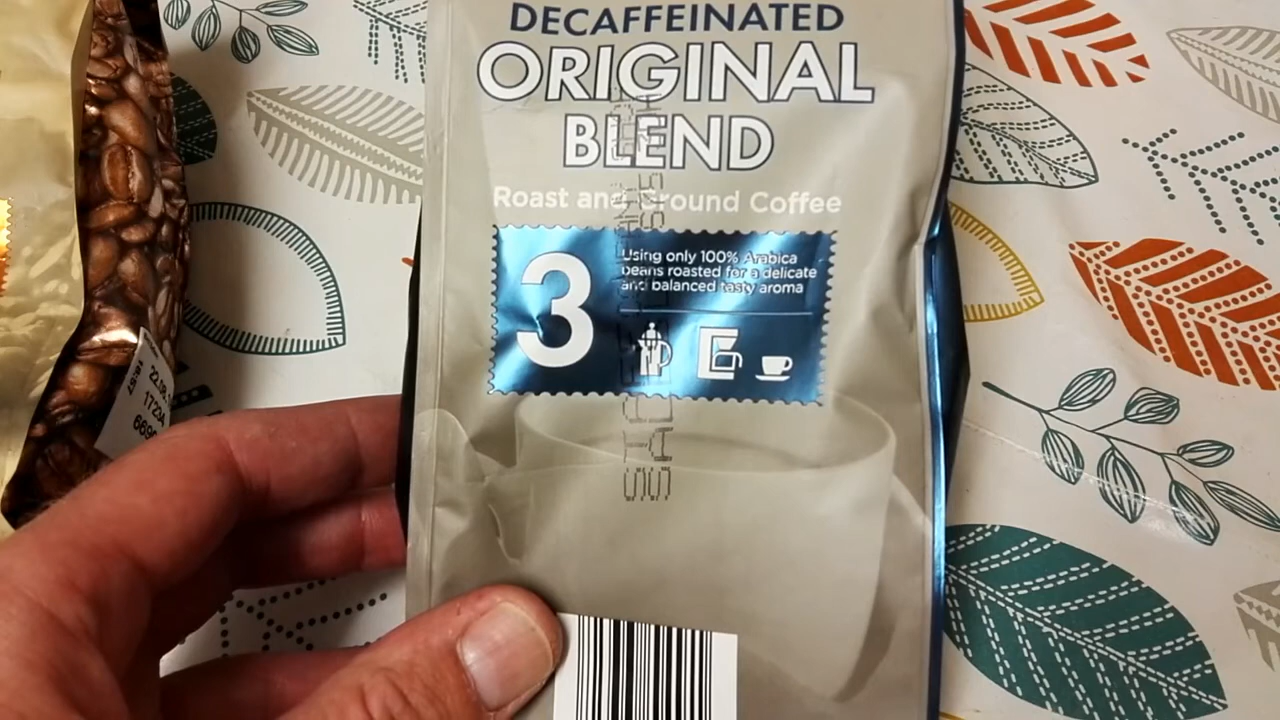 DECAFFEINATED
ORIGINAL
BLEND
Roast and Ground Coffee
3
Using only 100% Arabica
beans roasted for a delicate
and balanced tasty aroma